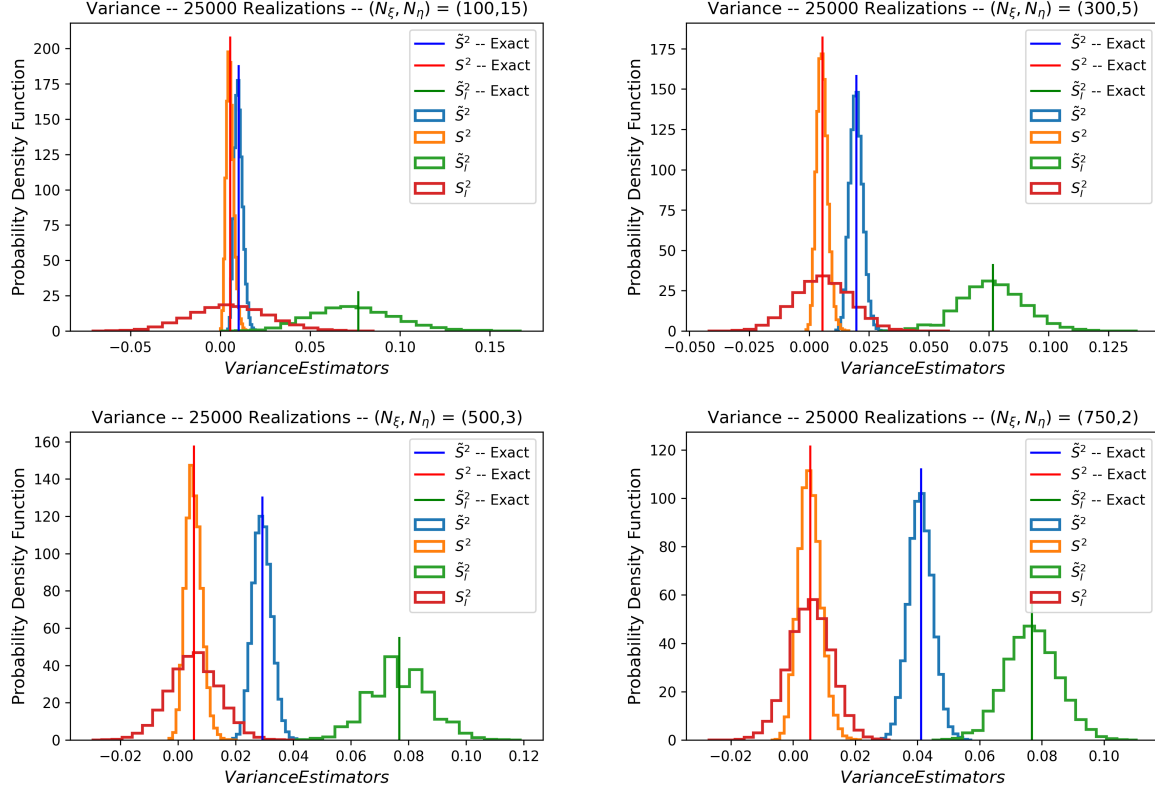 Variance -- 25000 Realizations -- (N_ξ, N_η) = (100,15)
Probability Density Function
200
175
150
125
100
75
50
25
0
S̃² -- Exact
S² -- Exact
S̃_I² -- Exact
S̃²
S²
S̃_I²
S_I²
−0.05
0.00
0.05
0.10
0.15
VarianceEstimators
Variance -- 25000 Realizations -- (N_ξ, N_η) = (300,5)
Probability Density Function
175
150
125
100
75
50
25
0
S̃² -- Exact
S² -- Exact
S̃_I² -- Exact
S̃²
S²
S̃_I²
S_I²
−0.050
−0.025
0.000
0.025
0.050
0.075
0.100
0.125
VarianceEstimators
Variance -- 25000 Realizations -- (N_ξ, N_η) = (500,3)
Probability Density Function
160
140
120
100
80
60
40
20
0
S̃² -- Exact
S² -- Exact
S̃_I² -- Exact
S̃²
S²
S̃_I²
S_I²
−0.02
0.00
0.02
0.04
0.06
0.08
0.10
0.12
VarianceEstimators
Variance -- 25000 Realizations -- (N_ξ, N_η) = (750,2)
Probability Density Function
120
100
80
60
40
20
0
S̃² -- Exact
S² -- Exact
S̃_I² -- Exact
S̃²
S²
S̃_I²
S_I²
−0.02
0.00
0.02
0.04
0.06
0.08
0.10
VarianceEstimators